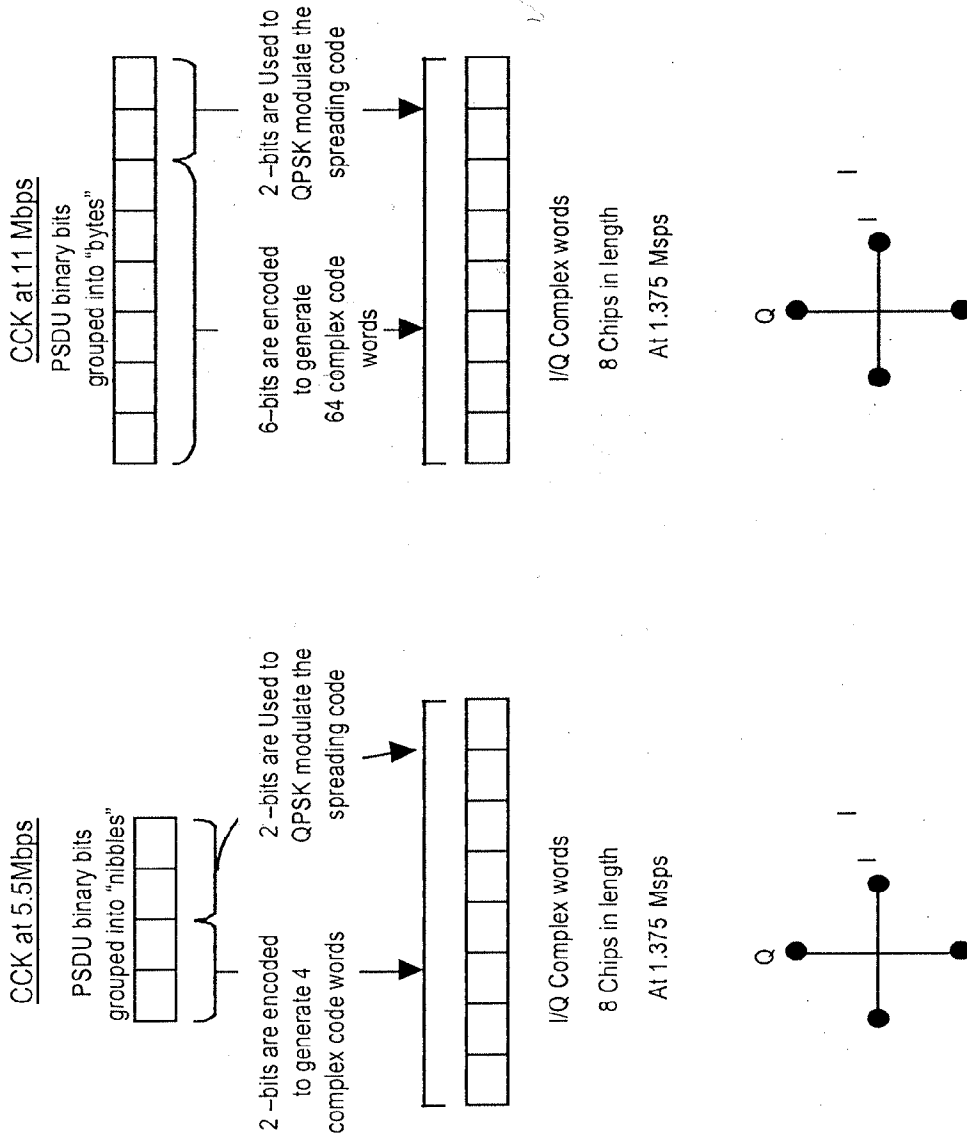 CCK at 5.5Mbps
PSDU binary bits
grouped into “nibbles”
2 –bits are encoded
to generate 4
complex code words
2 –bits are Used to
QPSK modulate the
spreading code
I/Q Complex words
8 Chips in length
At 1.375 Msps
Q
I
CCK at 11 Mbps
PSDU binary bits
grouped into “bytes”
6–bits are encoded
to generate
64 complex code
words
2 –bits are Used to
QPSK modulate the
spreading code
I/Q Complex words
8 Chips in length
At 1.375 Msps
Q
I